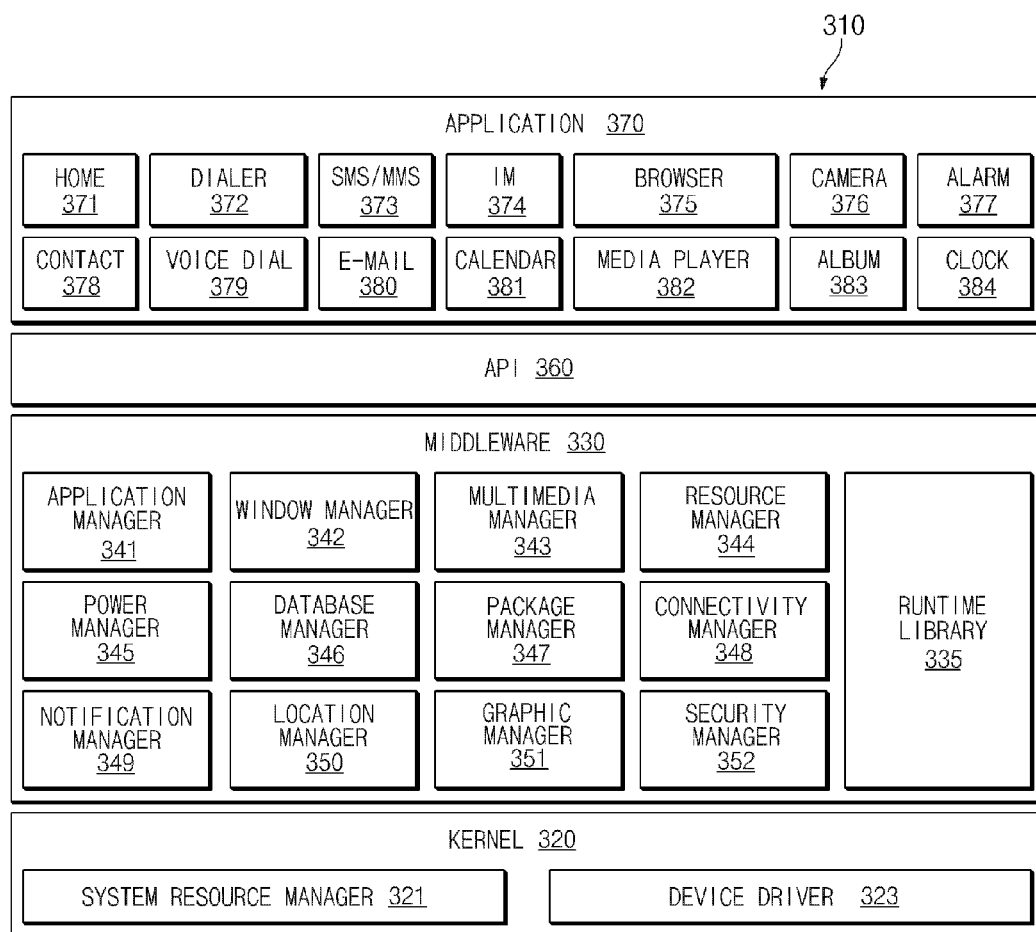 310
APPLICATION 370
HOME
371
DIALER
372
SMS/MMS
373
IM
374
BROWSER
375
CAMERA
376
ALARM
377
CONTACT
378
VOICE DIAL
379
E-MAIL
380
CALENDAR
381
MEDIA PLAYER
382
ALBUM
383
CLOCK
384
API 360
MIDDLEWARE 330
APPLICATION
MANAGER
341
WINDOW MANAGER
342
MULTIMEDIA
MANAGER
343
RESOURCE
MANAGER
344
POWER
MANAGER
345
DATABASE
MANAGER
346
PACKAGE
MANAGER
347
CONNECTIVITY
MANAGER
348
NOTIFICATION
MANAGER
349
LOCATION
MANAGER
350
GRAPHIC
MANAGER
351
SECURITY
MANAGER
352
RUNTIME
LIBRARY
335
KERNEL 320
SYSTEM RESOURCE MANAGER 321
DEVICE DRIVER 323